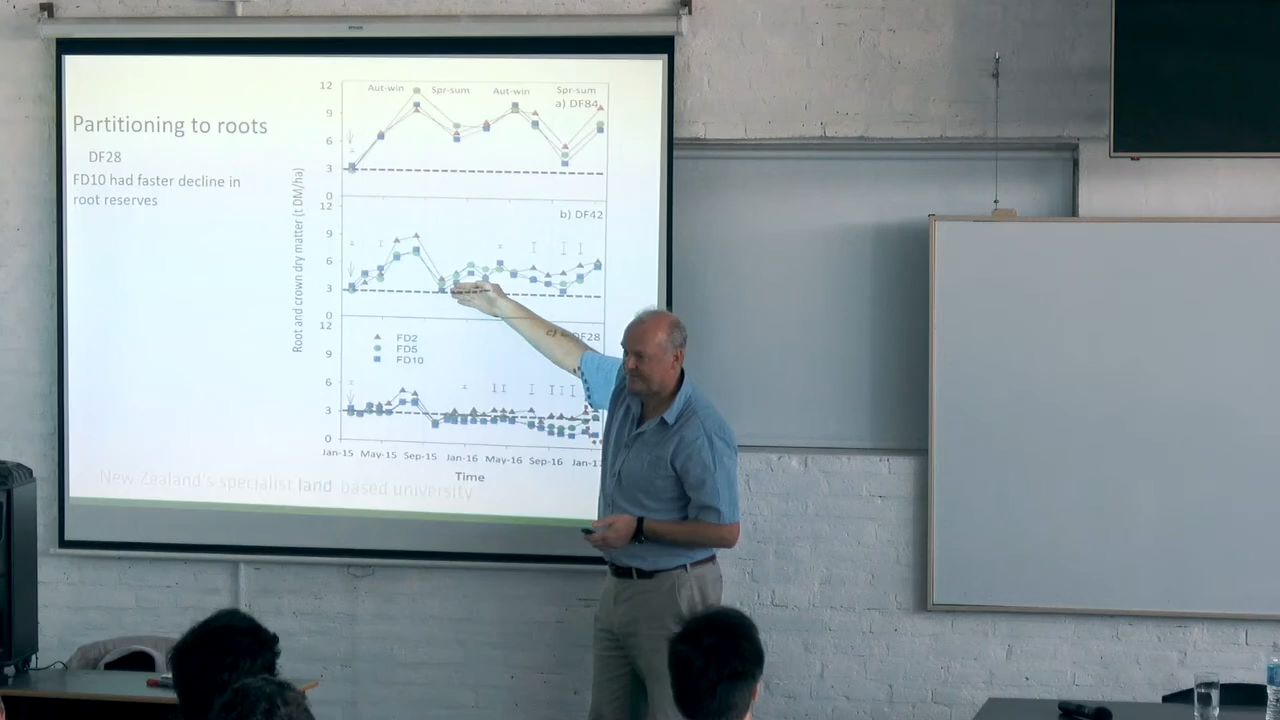 Partitioning to roots
DF28
FD10 had faster decline in
root reserves
Root and crown dry matter (t DM/ha)
12
9
6
3
0
Aut-win Spr-sum Aut-win Spr-sum
a) DF84
12
9
6
3
0
b) DF42
12
9
6
3
0
DF28
FD2
FD5
FD10
Jan-15 May-15 Sep-15 Jan-16 May-16 Sep-16
Time
New Zealand's specialist land based university